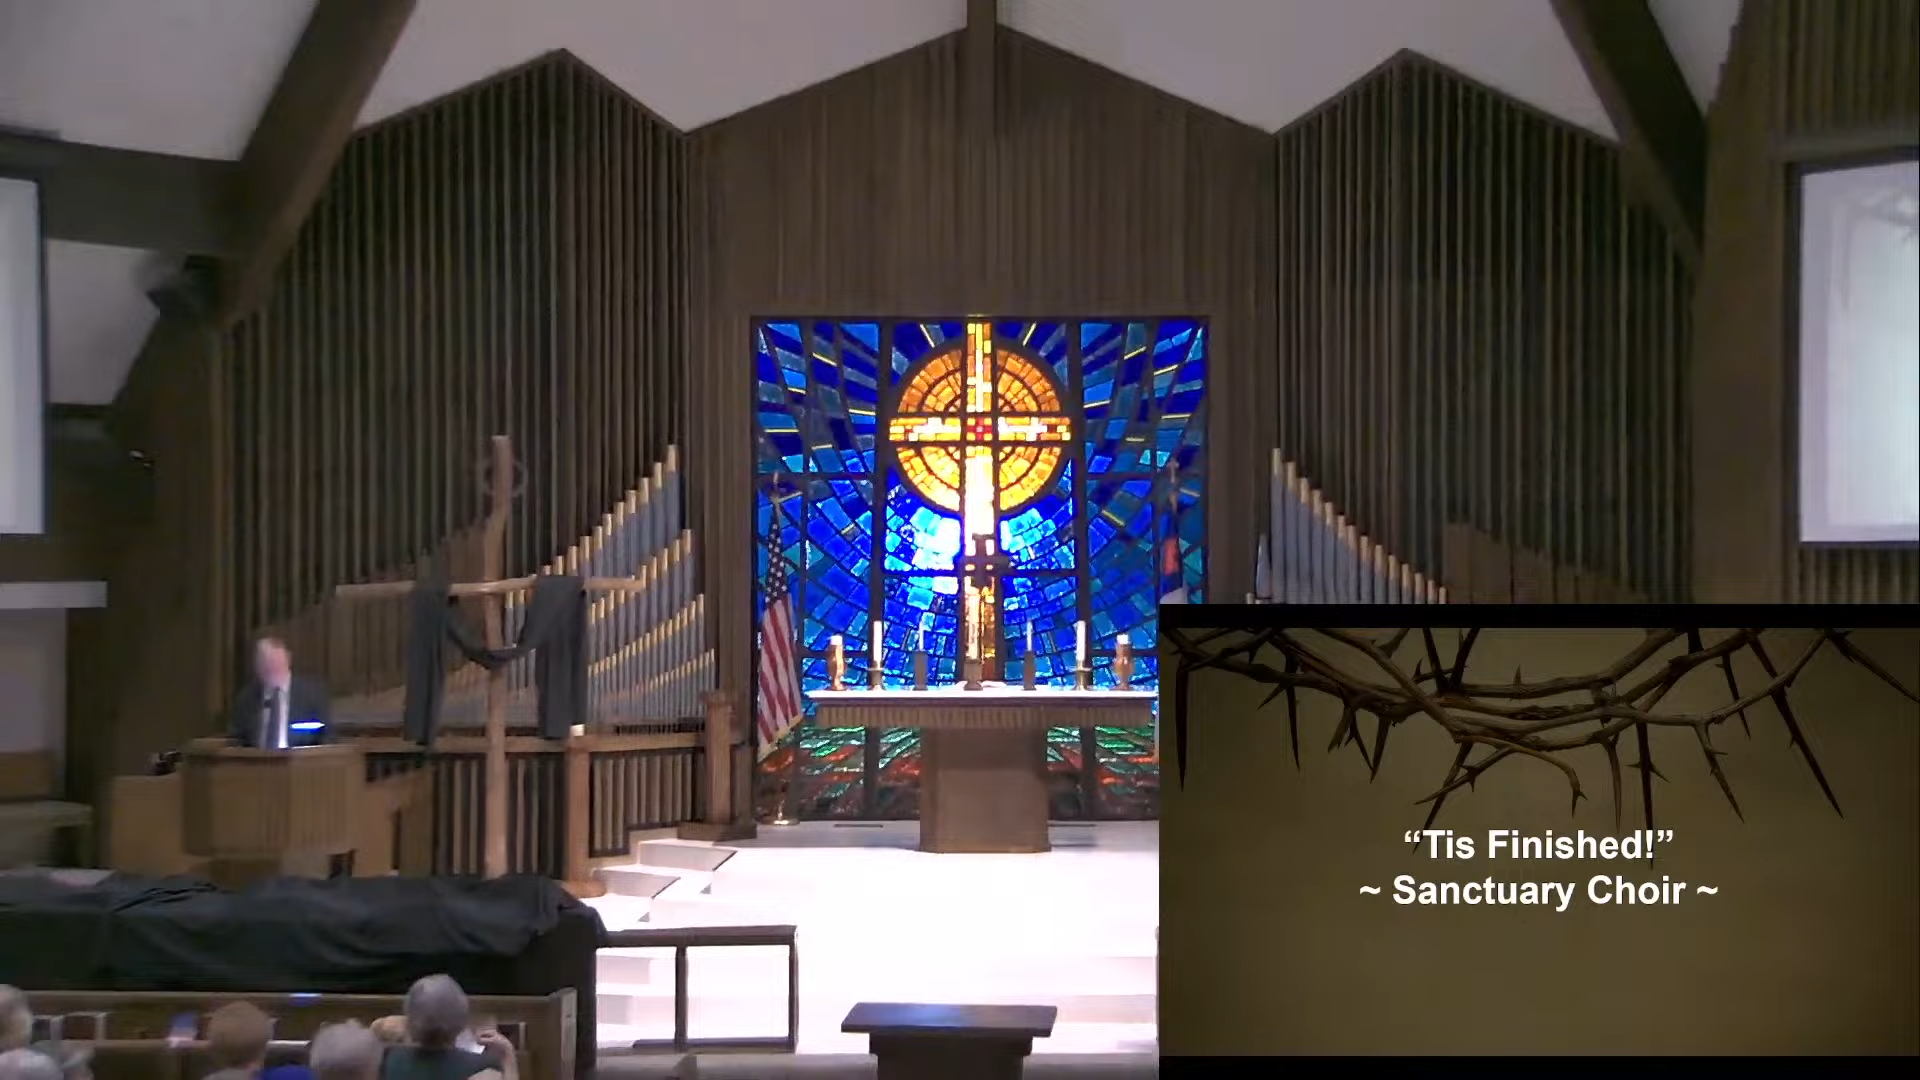 “Tis Finished!”
~ Sanctuary Choir ~